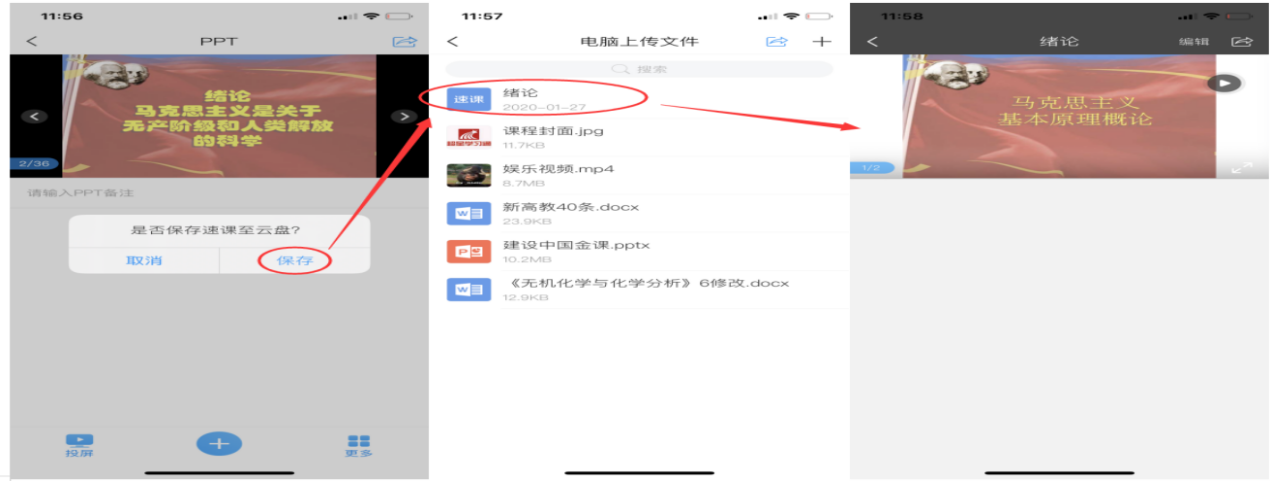 11:56
PPT
绪论
马克思主义是关于
无产阶级和人类解放
的科学
2/36
请输入PPT备注
是否保存速课至云盘?
取消
保存
投屏
更多
11:57
电脑上传文件
搜索
速课
绪论
2020-01-27
超星学习通
课程封面.jpg
11.7KB
娱乐视频.mp4
8.7MB
W
新高教40条.docx
23.9KB
P
建设中国金课.pptx
10.2MB
W
《无机化学与化学分析》6修改.docx
12.9KB
11:58
绪论
编辑
马克思主义
基本原理概论
1/2